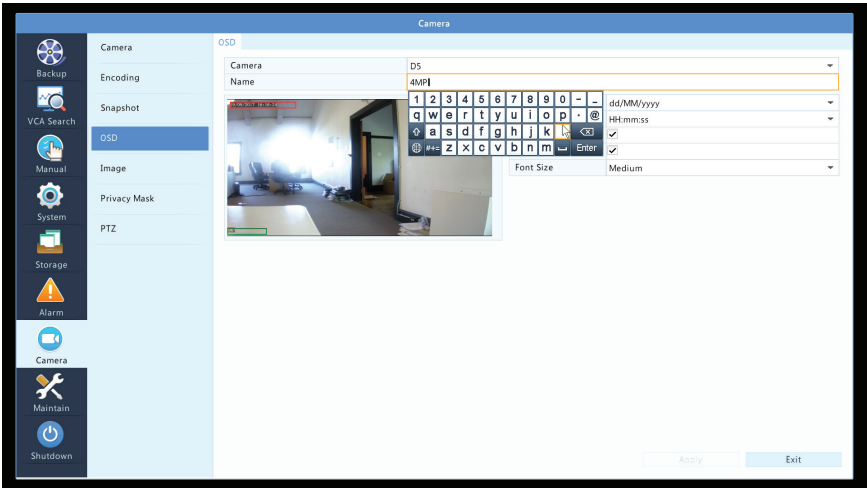 Camera
OSD
Camera D5
Name 4MPl
1 2 3 4 5 6 7 8 9 0 - _
q w e r t y u i o p · @
a s d f g h j k
#+= z x c v b n m Enter
dd/MM/yyyy
HH:mm:ss
Font Size Medium
Backup
VCA Search
Manual
System
Storage
Alarm
Camera
Maintain
Shutdown
Camera
Encoding
Snapshot
OSD
Image
Privacy Mask
PTZ
Apply
Exit